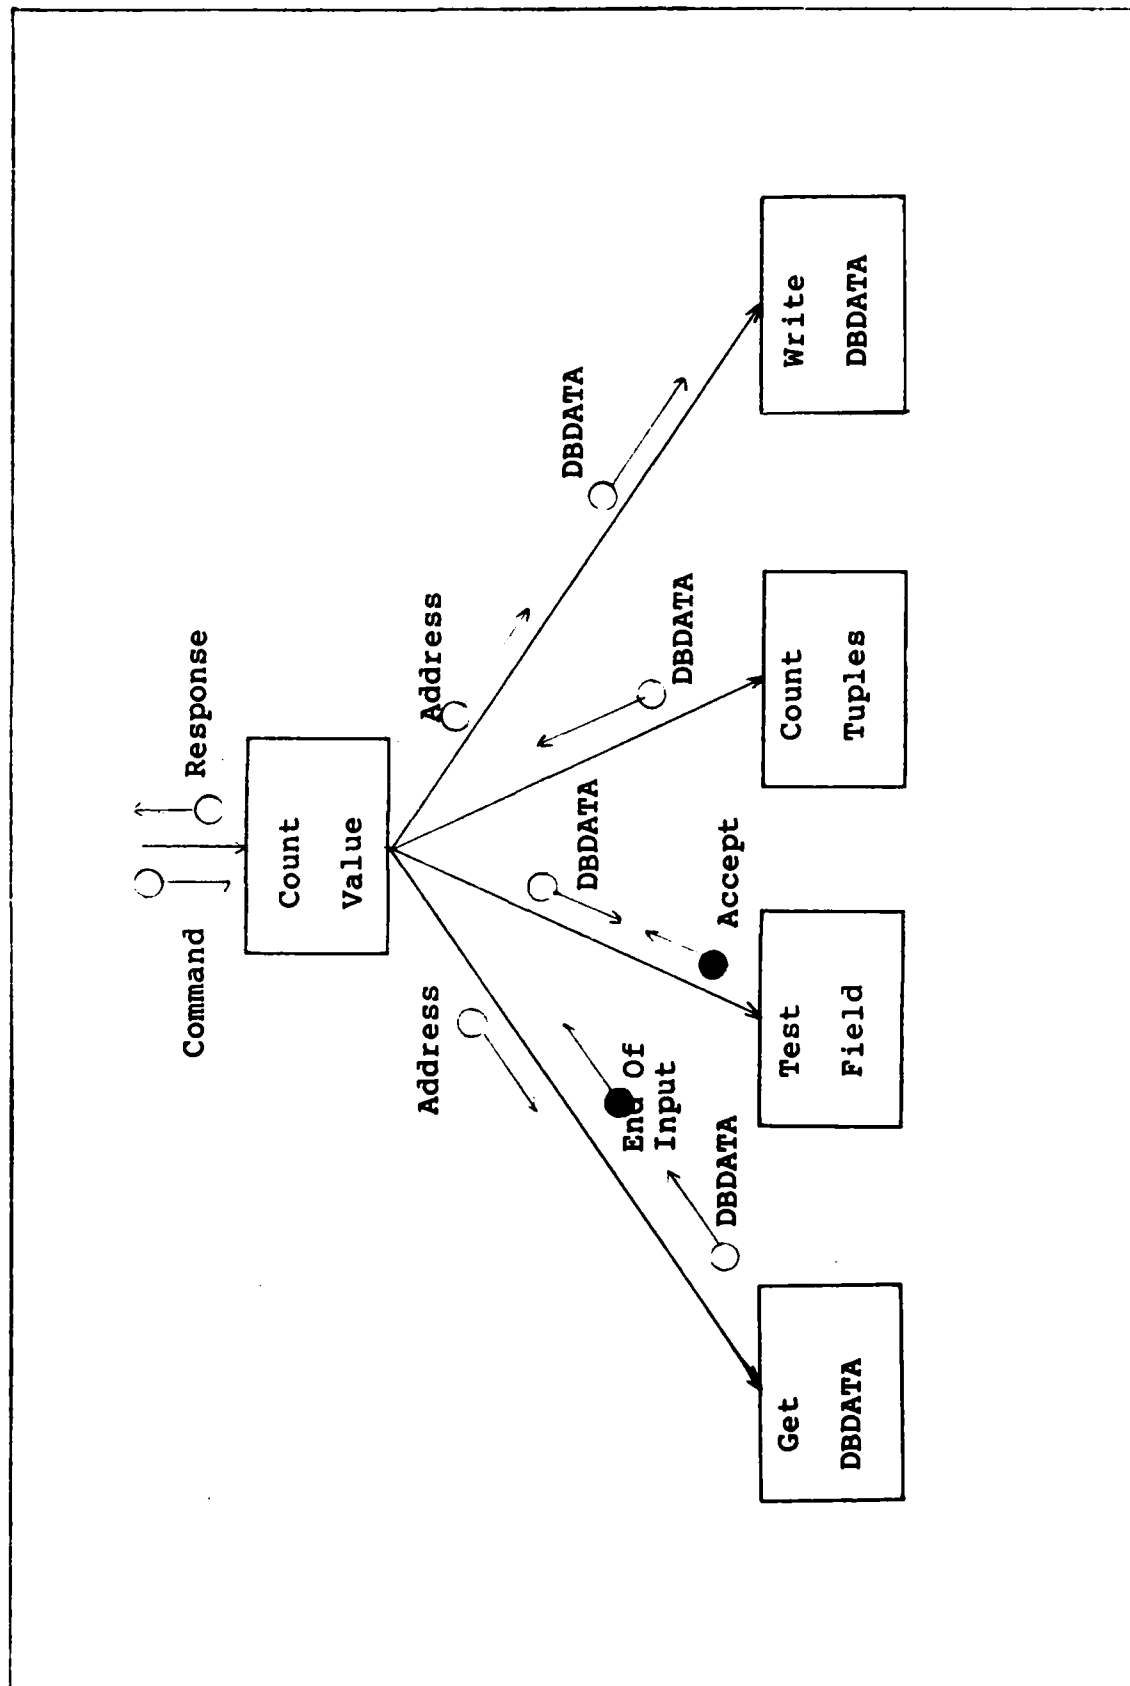 Command
Response
Count
Value
Address
Address
DBDATA
End Of
Input
DBDATA
DBDATA
Accept
DBDATA
Get
DBDATA
Test
Field
Count
Tuples
Write
DBDATA